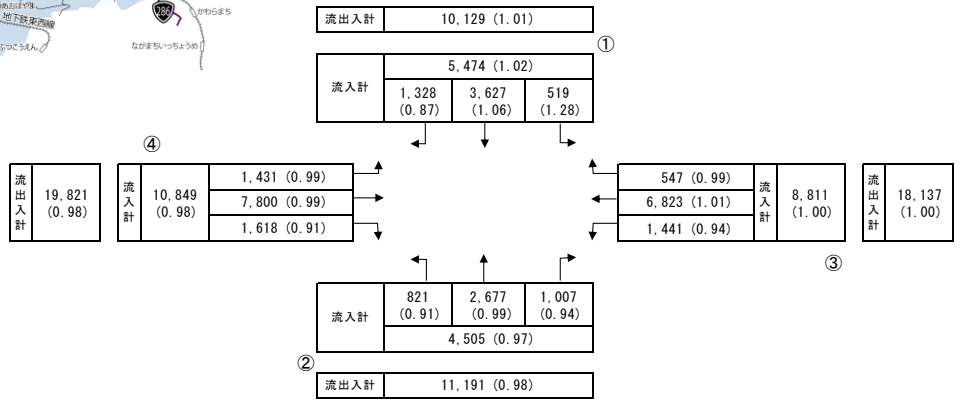 地下鉄東西線
286
かわらまち
ながまちいっちょうめ
流出入計 10,129 (1.01)
①
流入計
5,474 (1.02)
1,328 3,627 519
(0.87) (1.06) (1.28)
④
流出入計
19,821
(0.98)
流入計
10,849
(0.98)
1,431 (0.99)
7,800 (0.99)
1,618 (0.91)
547 (0.99)
6,823 (1.01)
1,441 (0.94)
流入計
8,811
(1.00)
流出入計
18,137
(1.00)
③
流入計
821 2,677 1,007
(0.91) (0.99) (0.94)
4,505 (0.97)
②
流出入計 11,191 (0.98)